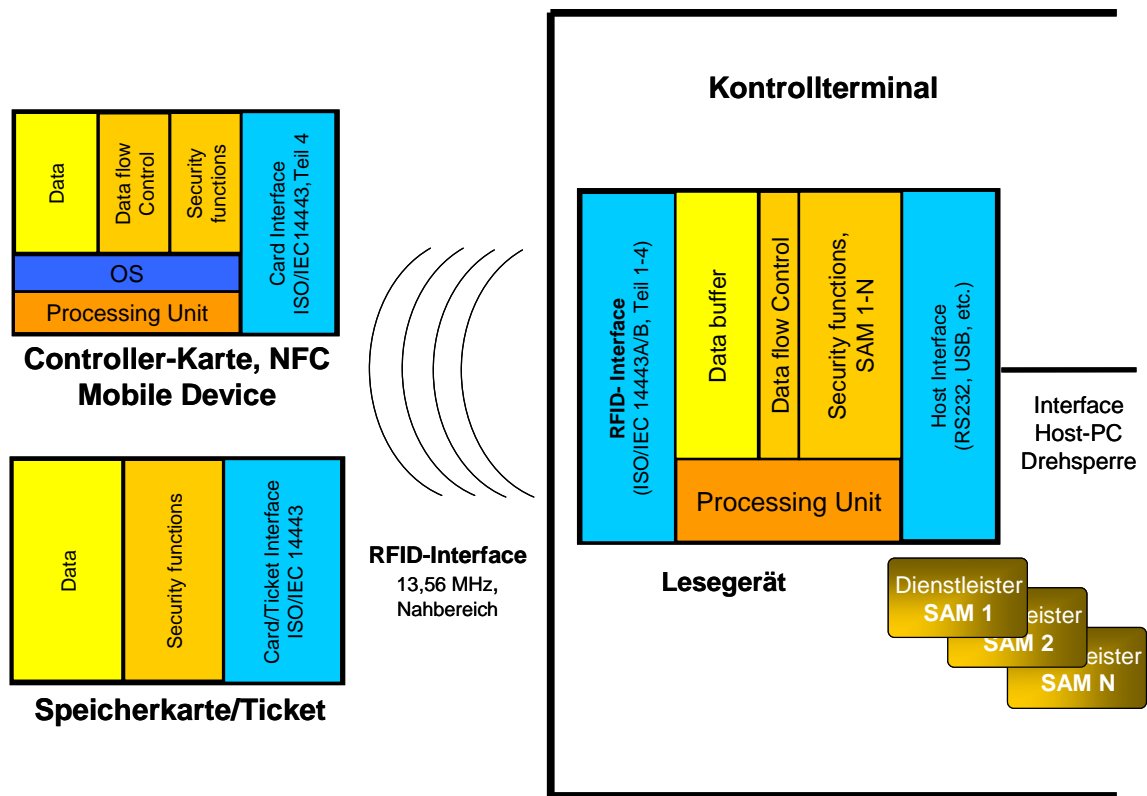 Kontrollterminal
Data
Data flow
Control
Security
functions
Card Interface
ISO/IEC14443,Teil 4
OS
Processing Unit
Controller-Karte, NFC
Mobile Device
Data
Security functions
Card/Ticket Interface
ISO/IEC 14443
Speicherkarte/Ticket
RFID-Interface
13,56 MHz,
Nahbereich
RFID- Interface
(ISO/IEC 14443A/B, Teil 1-4)
Data buffer
Data flow Control
Security functions,
SAM 1-N
Host Interface
(RS232, USB, etc.)
Processing Unit
Lesegerät
Interface
Host-PC
Drehsperre
Dienstleister
SAM 1
eister
SAM 2
eister
SAM N